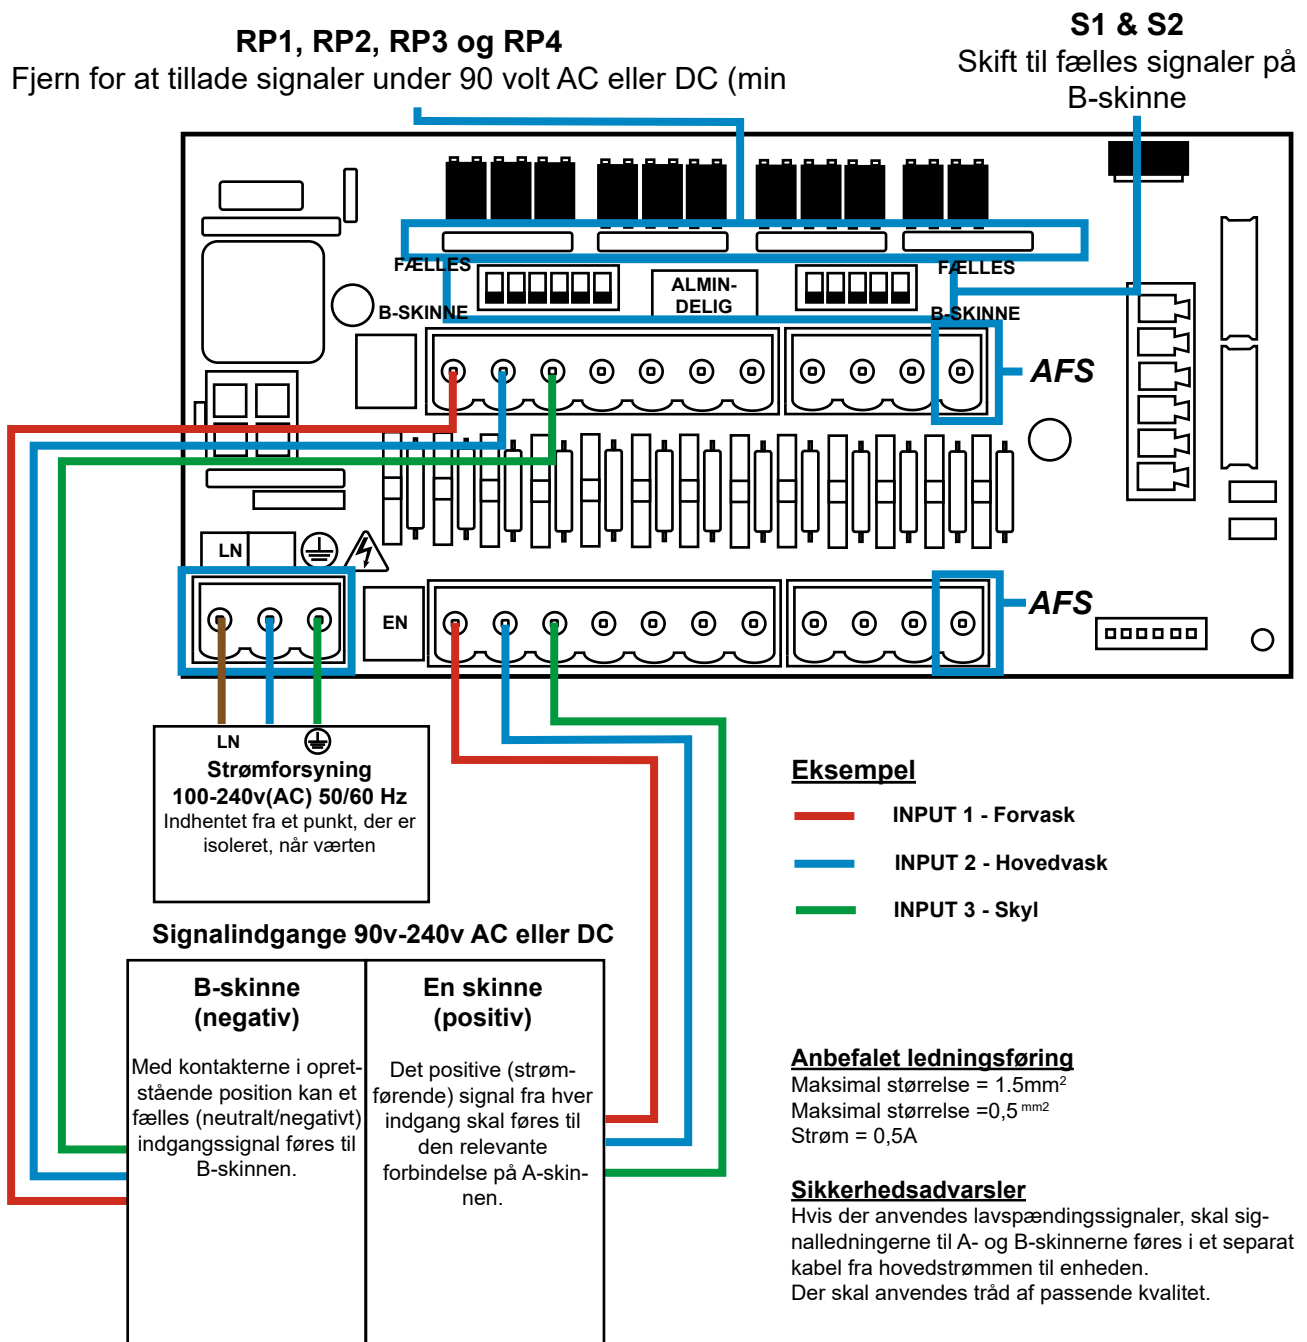 RP1, RP2, RP3 og RP4
Fjern for at tillade signaler under 90 volt AC eller DC (min
S1 & S2
Skift til fælles signaler på
B-skinne
FÆLLES
ALMIN-
DELIG
FÆLLES
B-SKINNE
B-SKINNE
AFS
LN
EN
AFS
LN
Strømforsyning
100-240v(AC) 50/60 Hz
Indhentet fra et punkt, der er
isoleret, når værten
Eksempel
INPUT 1 - Forvask
INPUT 2 - Hovedvask
INPUT 3 - Skyl
Signalindgange 90v-240v AC eller DC
B-skinne
(negativ)
Med kontakterne i opret-
stående position kan et
fælles (neutralt/negativt)
indgangssignal føres til
B-skinnen.
En skinne
(positiv)
Det positive (strøm-
førende) signal fra hver
indgang skal føres til
den relevante
forbindelse på A-skin-
nen.
Anbefalet ledningsføring
Maksimal størrelse = 1.5mm²
Maksimal størrelse =0,5 mm2
Strøm = 0,5A
Sikkerhedsadvarsler
Hvis der anvendes lavspændingssignaler, skal sig-
nalledningerne til A- og B-skinnerne føres i et separat
kabel fra hovedstrømmen til enheden.
Der skal anvendes tråd af passende kvalitet.